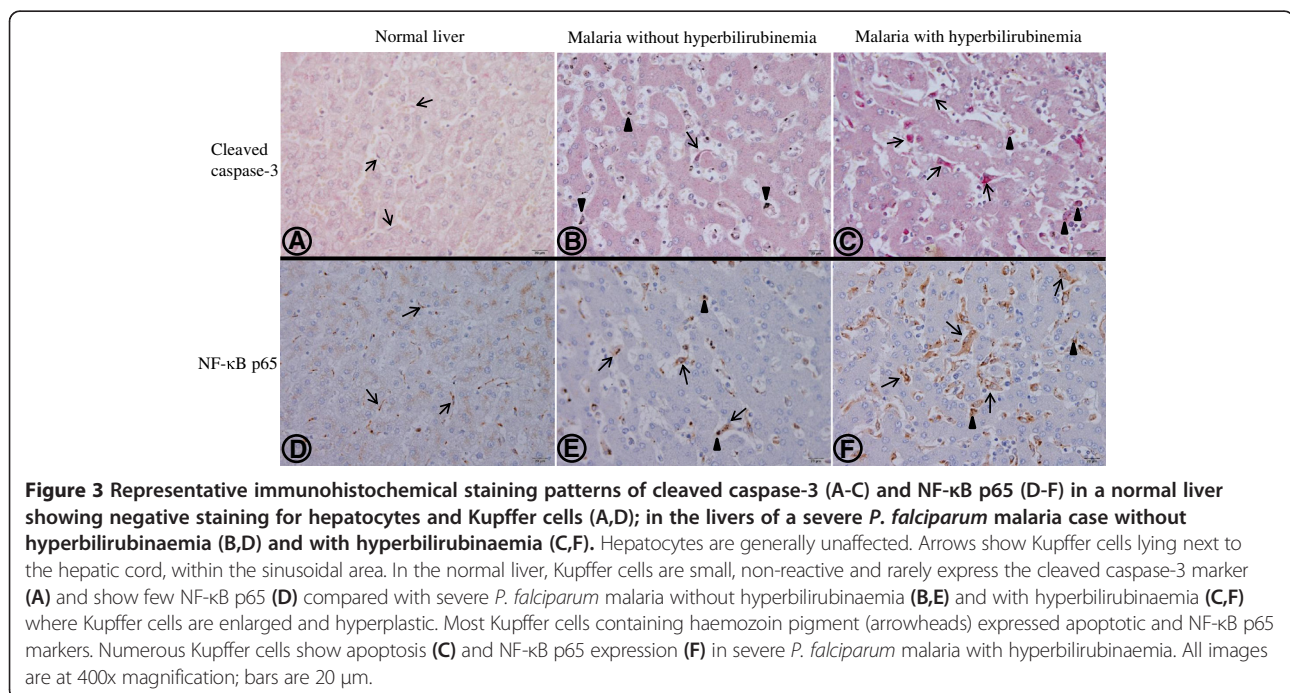 Normal liver
Malaria without hyperbilirubinemia
Malaria with hyperbilirubinemia
Cleaved
caspase-3
A
B
C
NF-κB p65
D
E
F
Figure 3 Representative immunohistochemical staining patterns of cleaved caspase-3 (A-C) and NF-κB p65 (D-F) in a normal liver
showing negative staining for hepatocytes and Kupffer cells (A,D); in the livers of a severe P. falciparum malaria case without
hyperbilirubinaemia (B,D) and with hyperbilirubinaemia (C,F). Hepatocytes are generally unaffected. Arrows show Kupffer cells lying next to
the hepatic cord, within the sinusoidal area. In the normal liver, Kupffer cells are small, non-reactive and rarely express the cleaved caspase-3 marker
(A) and show few NF-κB p65 (D) compared with severe P. falciparum malaria without hyperbilirubinaemia (B,E) and with hyperbilirubinaemia (C,F)
where Kupffer cells are enlarged and hyperplastic. Most Kupffer cells containing haemozoin pigment (arrowheads) expressed apoptotic and NF-κB p65
markers. Numerous Kupffer cells show apoptosis (C) and NF-κB p65 expression (F) in severe P. falciparum malaria with hyperbilirubinaemia. All images
are at 400x magnification; bars are 20 μm.